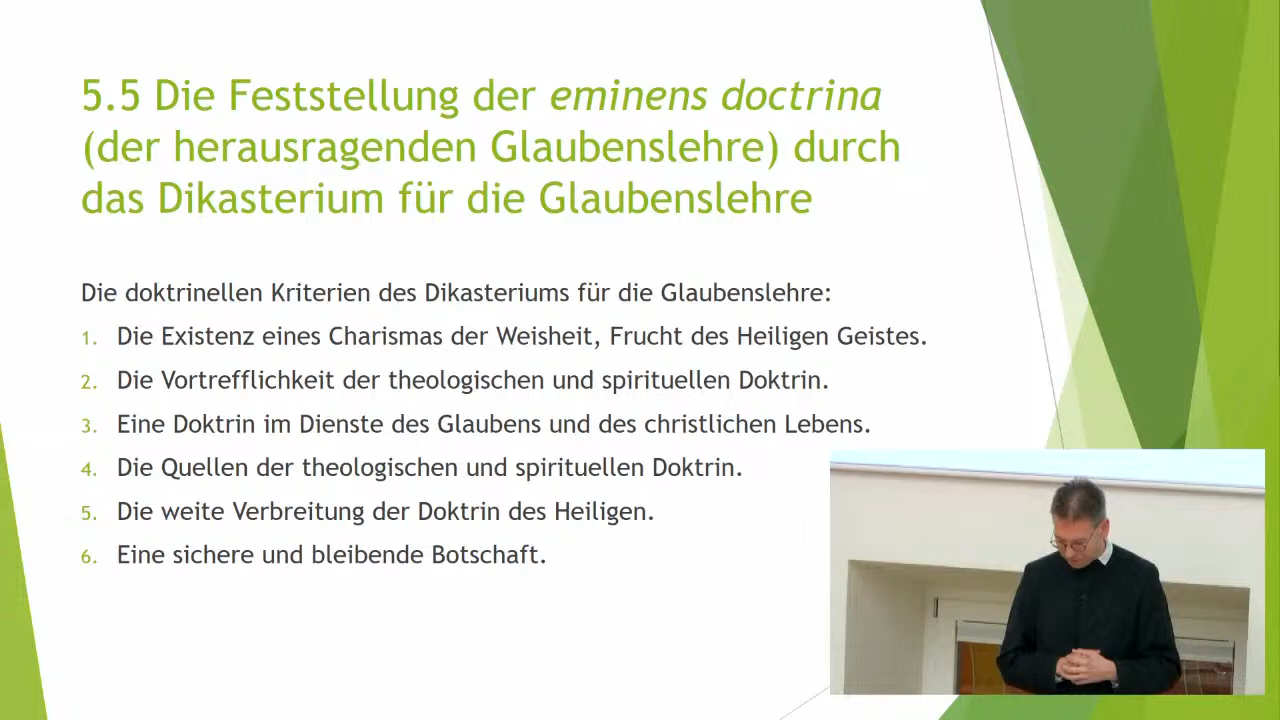 5.5 Die Feststellung der eminens doctrina
(der herausragenden Glaubenslehre) durch
das Dikasterium für die Glaubenslehre
Die doktrinellen Kriterien des Dikasteriums für die Glaubenslehre:
1. Die Existenz eines Charismas der Weisheit, Frucht des Heiligen Geistes.
2. Die Vortrefflichkeit der theologischen und spirituellen Doktrin.
3. Eine Doktrin im Dienste des Glaubens und des christlichen Lebens.
4. Die Quellen der theologischen und spirituellen Doktrin.
5. Die weite Verbreitung der Doktrin des Heiligen.
6. Eine sichere und bleibende Botschaft.